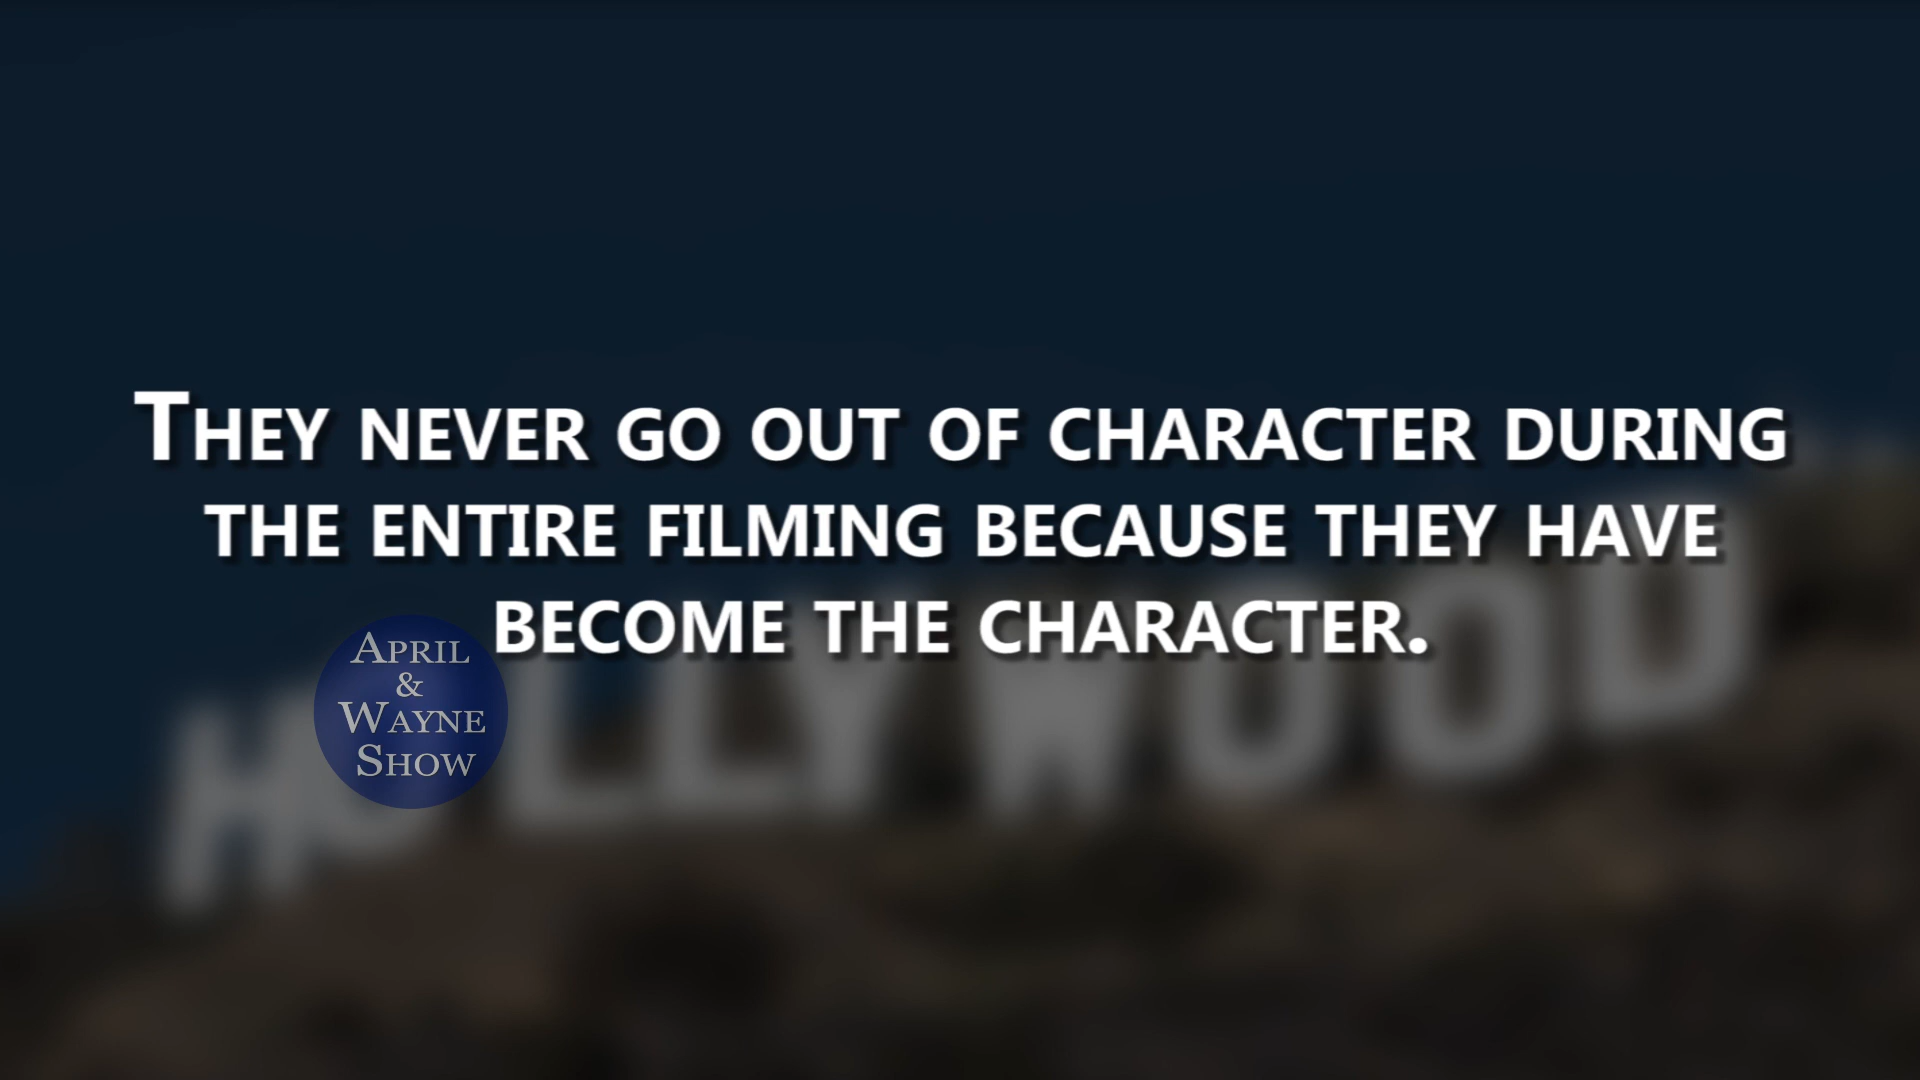 They never go out of character during
the entire filming because they have
become the character.
April
&
Wayne
Show
HOLLYWOOD